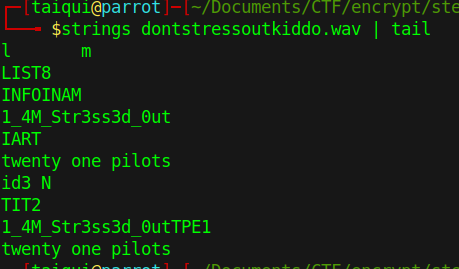 [taiqui@parrot]─[~/Documents/CTF/encrypt/ste
$strings dontstressoutkiddo.wav | tail
l m
LIST8
INFOINAM
1_4M_Str3ss3d_0ut
IART
twenty one pilots
id3 N
TIT2
1_4M_Str3ss3d_0utTPE1
twenty one pilots
[taiqui@parrot]─[~/Documents/CTF/encrypt/ste